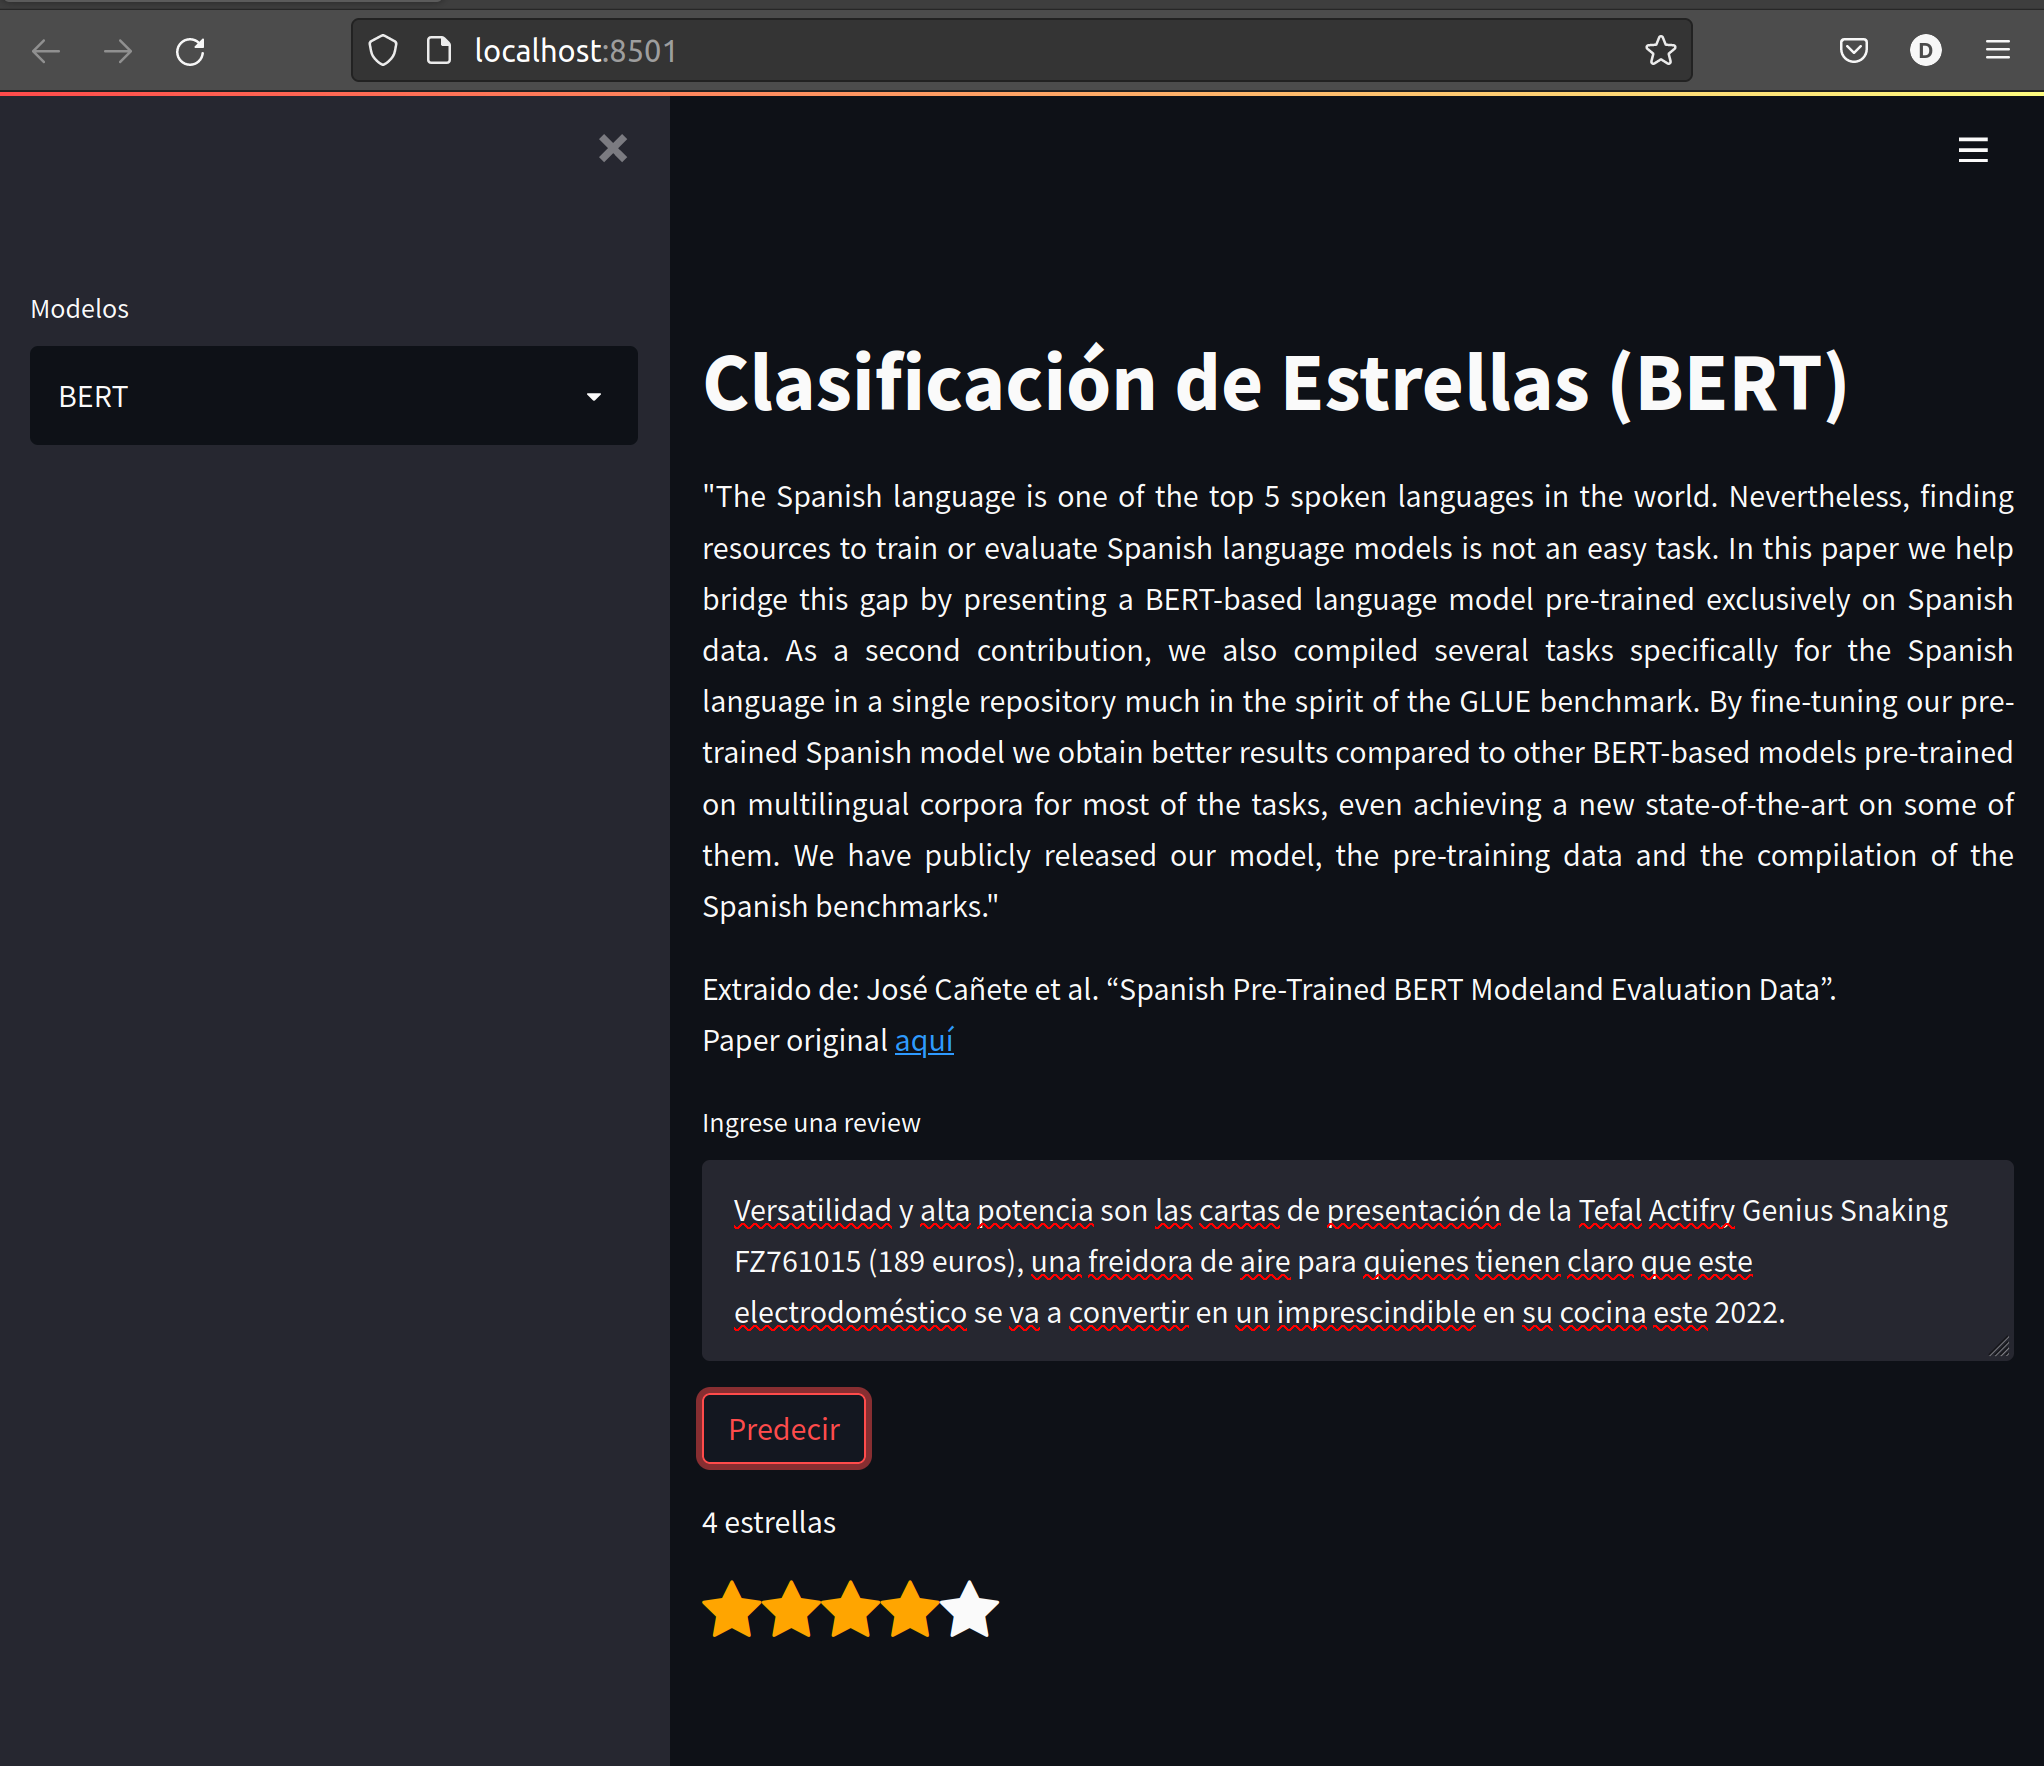 localhost:8501
D
Modelos
BERT
Clasificación de Estrellas (BERT)
"The Spanish language is one of the top 5 spoken languages in the world. Nevertheless, finding
resources to train or evaluate Spanish language models is not an easy task. In this paper we help
bridge this gap by presenting a BERT-based language model pre-trained exclusively on Spanish
data. As a second contribution, we also compiled several tasks specifically for the Spanish
language in a single repository much in the spirit of the GLUE benchmark. By fine-tuning our pre-
trained Spanish model we obtain better results compared to other BERT-based models pre-trained
on multilingual corpora for most of the tasks, even achieving a new state-of-the-art on some of
them. We have publicly released our model, the pre-training data and the compilation of the
Spanish benchmarks."
Extraido de: José Cañete et al. “Spanish Pre-Trained BERT Modeland Evaluation Data”.
Paper original aquí
Ingrese una review
Versatilidad y alta potencia son las cartas de presentación de la Tefal Actifry Genius Snaking
FZ761015 (189 euros), una freidora de aire para quienes tienen claro que este
electrodoméstico se va a convertir en un imprescindible en su cocina este 2022.
Predecir
4 estrellas